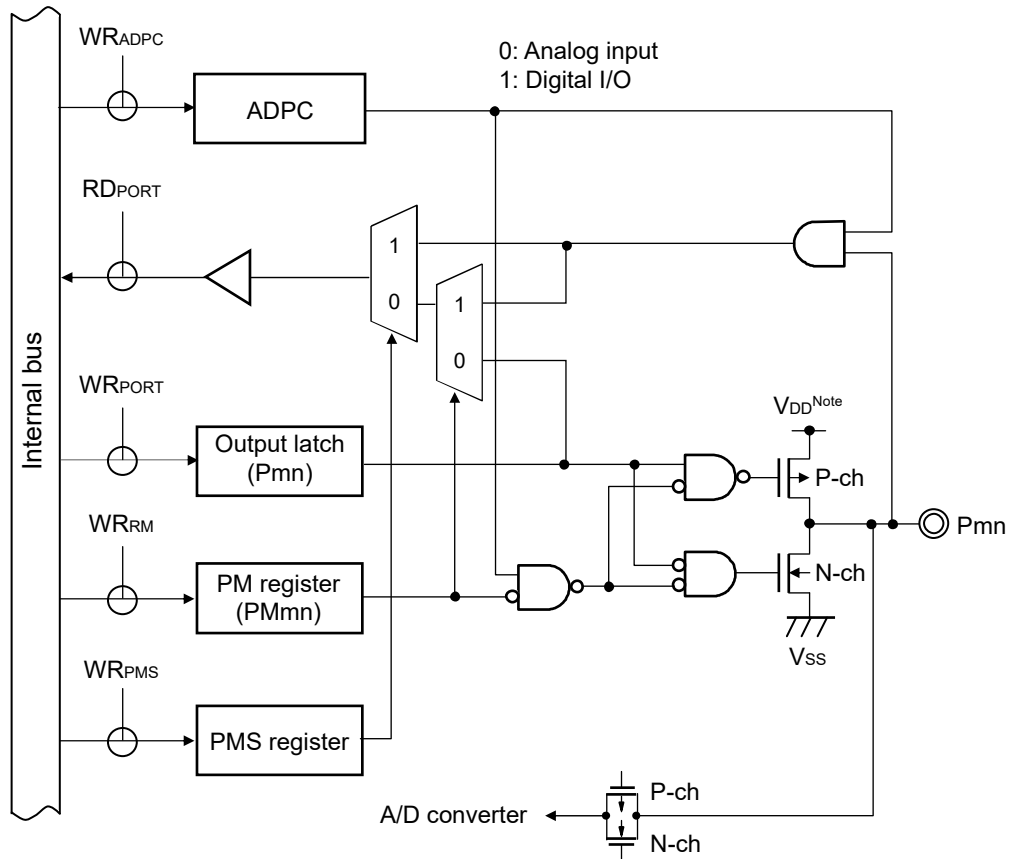 WRADPC
0: Analog input
1: Digital I/O
ADPC
RDPORT
1
0
1
0
Internal bus
WRPORT
Output latch
(Pmn)
VDDNote
P-ch
Pmn
WRRM
PM register
(PMmn)
N-ch
VSS
WRPMS
PMS register
P-ch
A/D converter
N-ch